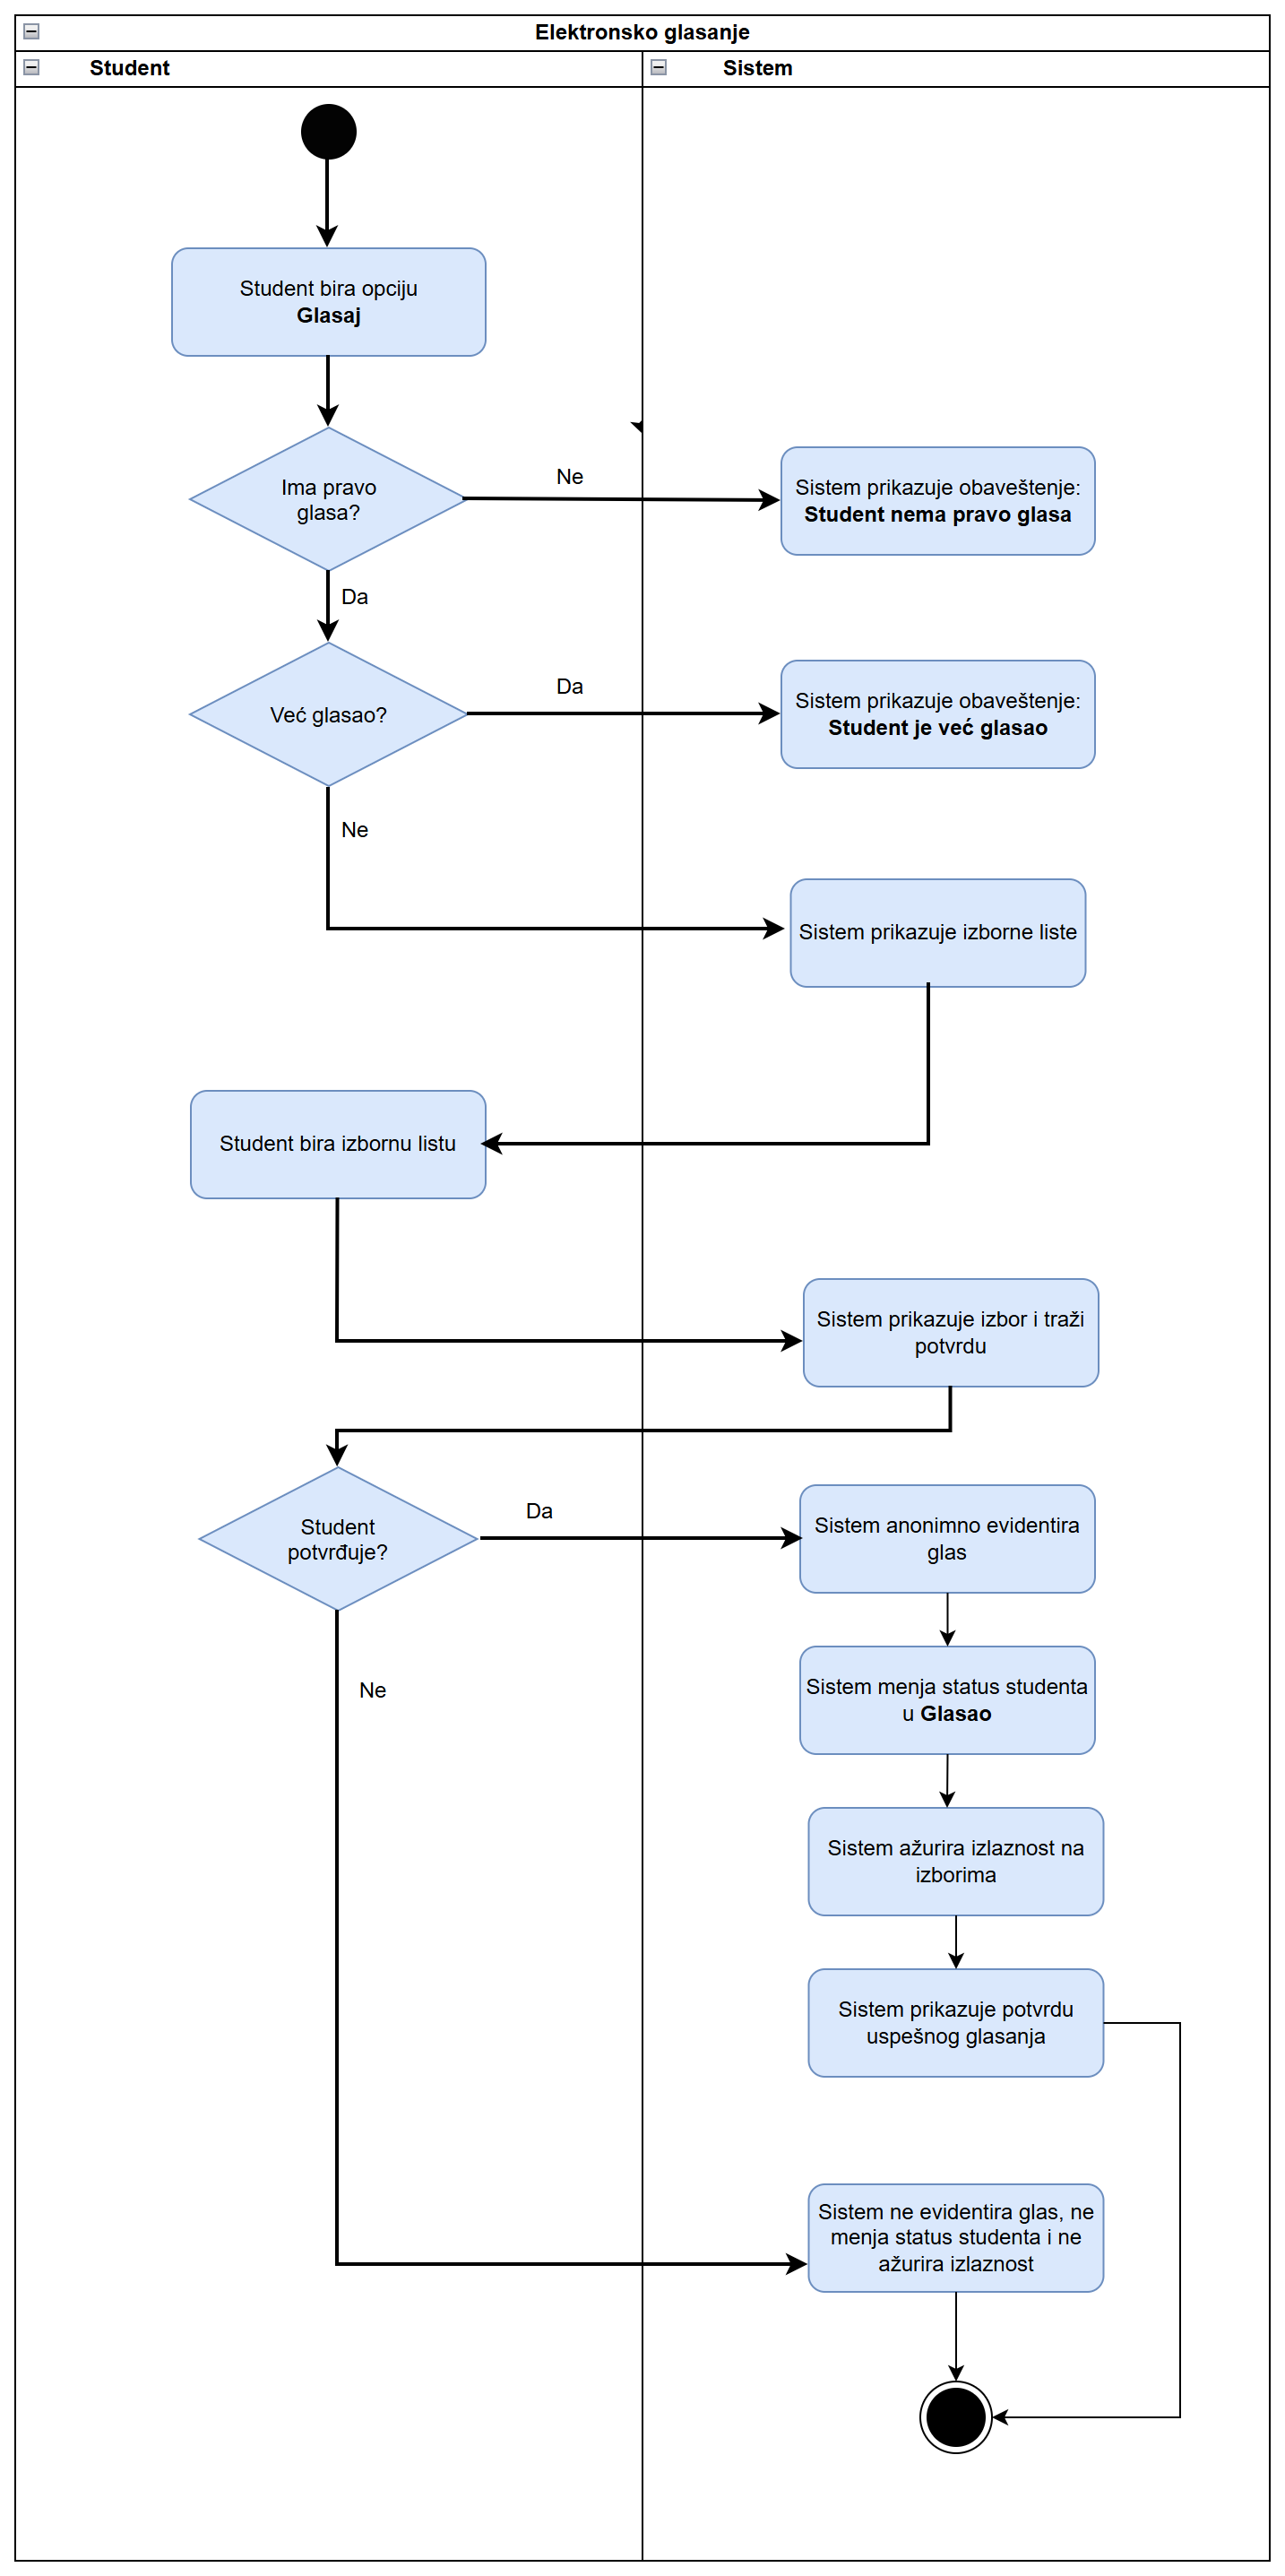 Elektronsko glasanje
Student
Sistem
Student bira opciju
Glasaj
Ima pravo
glasa?
Ne
Sistem prikazuje obaveštenje:
Student nema pravo glasa
Da
Već glasao?
Da
Sistem prikazuje obaveštenje:
Student je već glasao
Ne
Sistem prikazuje izborne liste
Student bira izbornu listu
Sistem prikazuje izbor i traži
potvrdu
Student
potvrđuje?
Da
Sistem anonimno evidentira
glas
Ne
Sistem menja status studenta
u Glasao
Sistem ažurira izlaznost na
izborima
Sistem prikazuje potvrdu
uspešnog glasanja
Sistem ne evidentira glas, ne
menja status studenta i ne
ažurira izlaznost